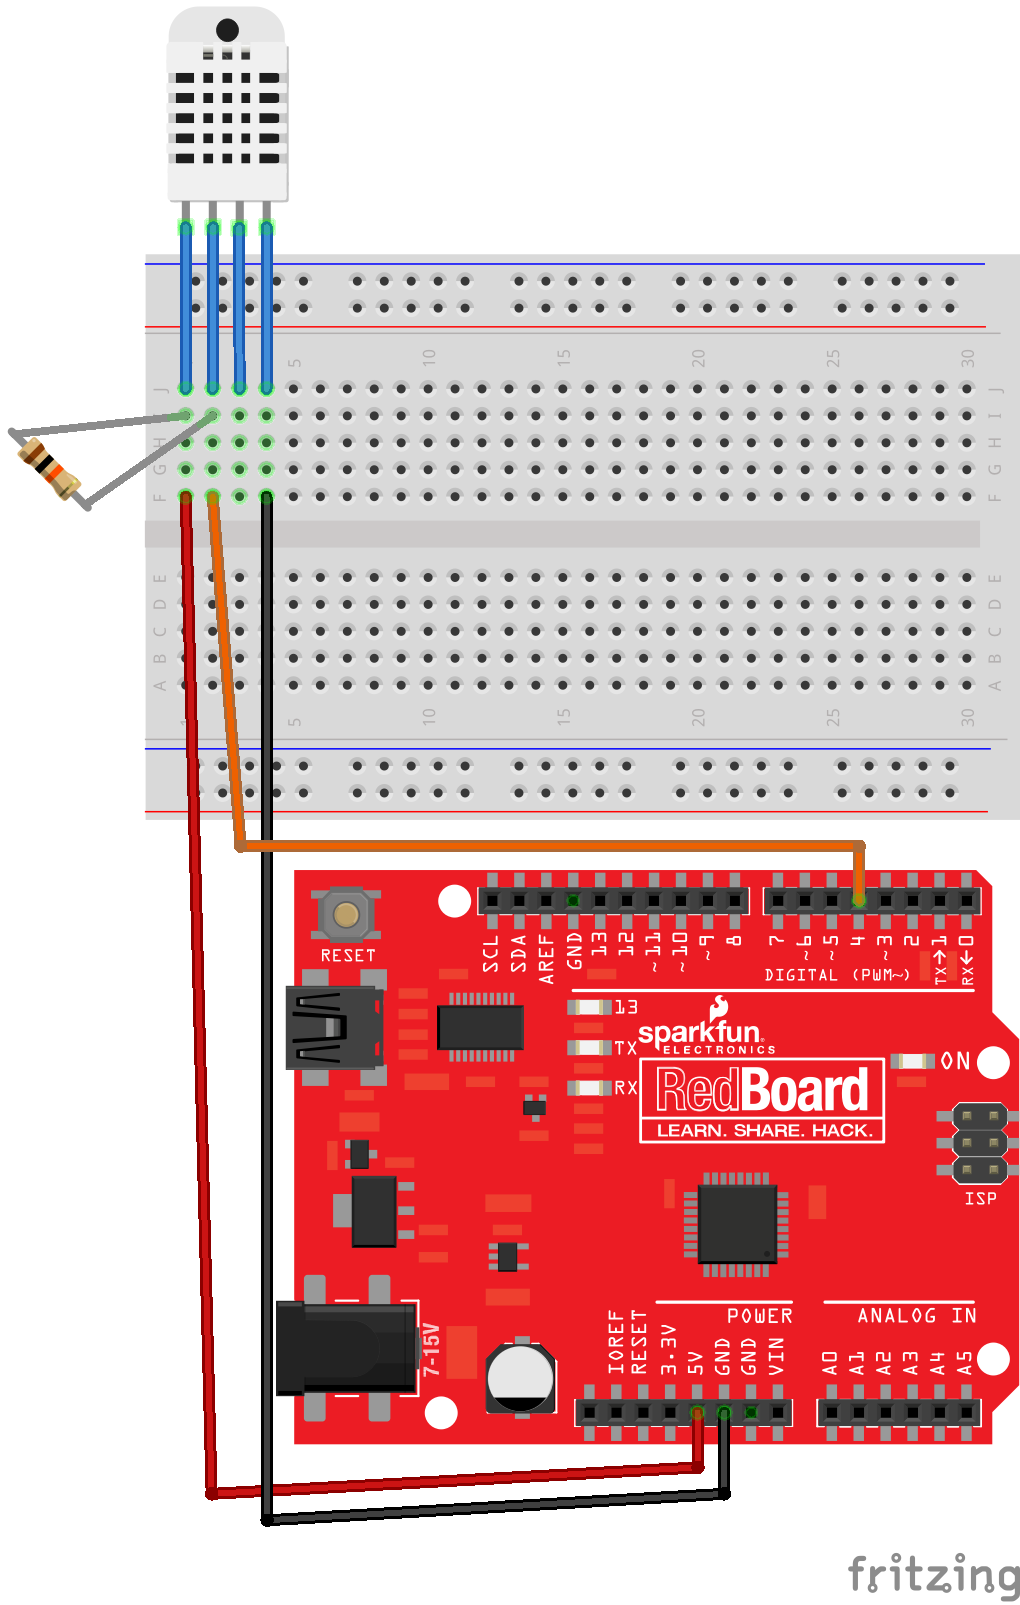 5 10 15 20 25 30
J J
I I
H H
G G
F F
E E
D D
C C
B B
A A
1 5 10 15 20 25 30
RESET
SCL SDA AREF GND 13 12 ~11 ~10 ~9 8 7 ~6 ~5 4 ~3 2 TX→1 RX←0
DIGITAL (PWM~)
13
TX
RX
sparkfun
ELECTRONICS
RedBoard
LEARN. SHARE. HACK.
ON
ISP
7-15V
POWER
ANALOG IN
IOREF RESET 3.3V 5V GND GND VIN A0 A1 A2 A3 A4 A5
fritzing